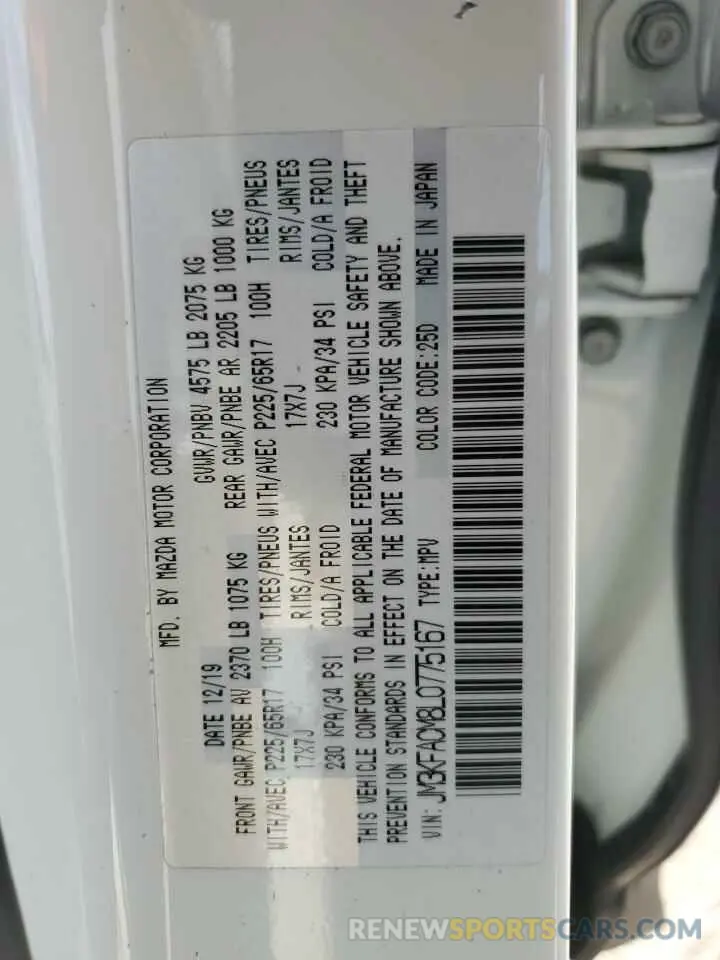 MFD. BY MAZDA MOTOR CORPORATION
DATE 12/19 GVWR/PNBV 4575 LB 2075 KG
FRONT GAWR/PNBE AV 2370 LB 1075 KG REAR GAWR/PNBE AR 2205 LB 1000 KG
WITH/AVEC P225/65R17 100H TIRES/PNEUS WITH/AVEC P225/65R17 100H TIRES/PNEUS
17X7J RIMS/JANTES 17X7J RIMS/JANTES
230 KPA/34 PSI COLD/A FROID 230 KPA/34 PSI COLD/A FROID
THIS VEHICLE CONFORMS TO ALL APPLICABLE FEDERAL MOTOR VEHICLE SAFETY AND THEFT
PREVENTION STANDARDS IN EFFECT ON THE DATE OF MANUFACTURE SHOWN ABOVE.
VIN:JM3KFACM8L0775167 TYPE:MPV COLOR CODE:25D MADE IN JAPAN
RENEWSPORTSCARS.COM